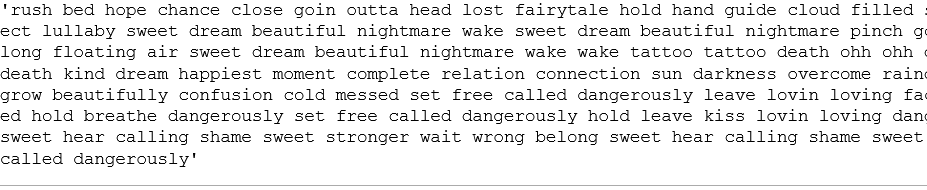 'rush bed hope chance close goin outta head lost fairytale hold hand guide cloud filled
ect lullaby sweet dream beautiful nightmare wake sweet dream beautiful nightmare pinch
long floating air sweet dream beautiful nightmare wake wake tattoo tattoo death ohh ohh
death kind dream happiest moment complete relation connection sun darkness overcome
grow beautifully confusion cold messed set free called dangerously leave lovin loving
ed hold breathe dangerously set free called dangerously hold leave kiss lovin loving
sweet hear calling shame sweet stronger wait wrong belong sweet hear calling shame sweet
called dangerously'